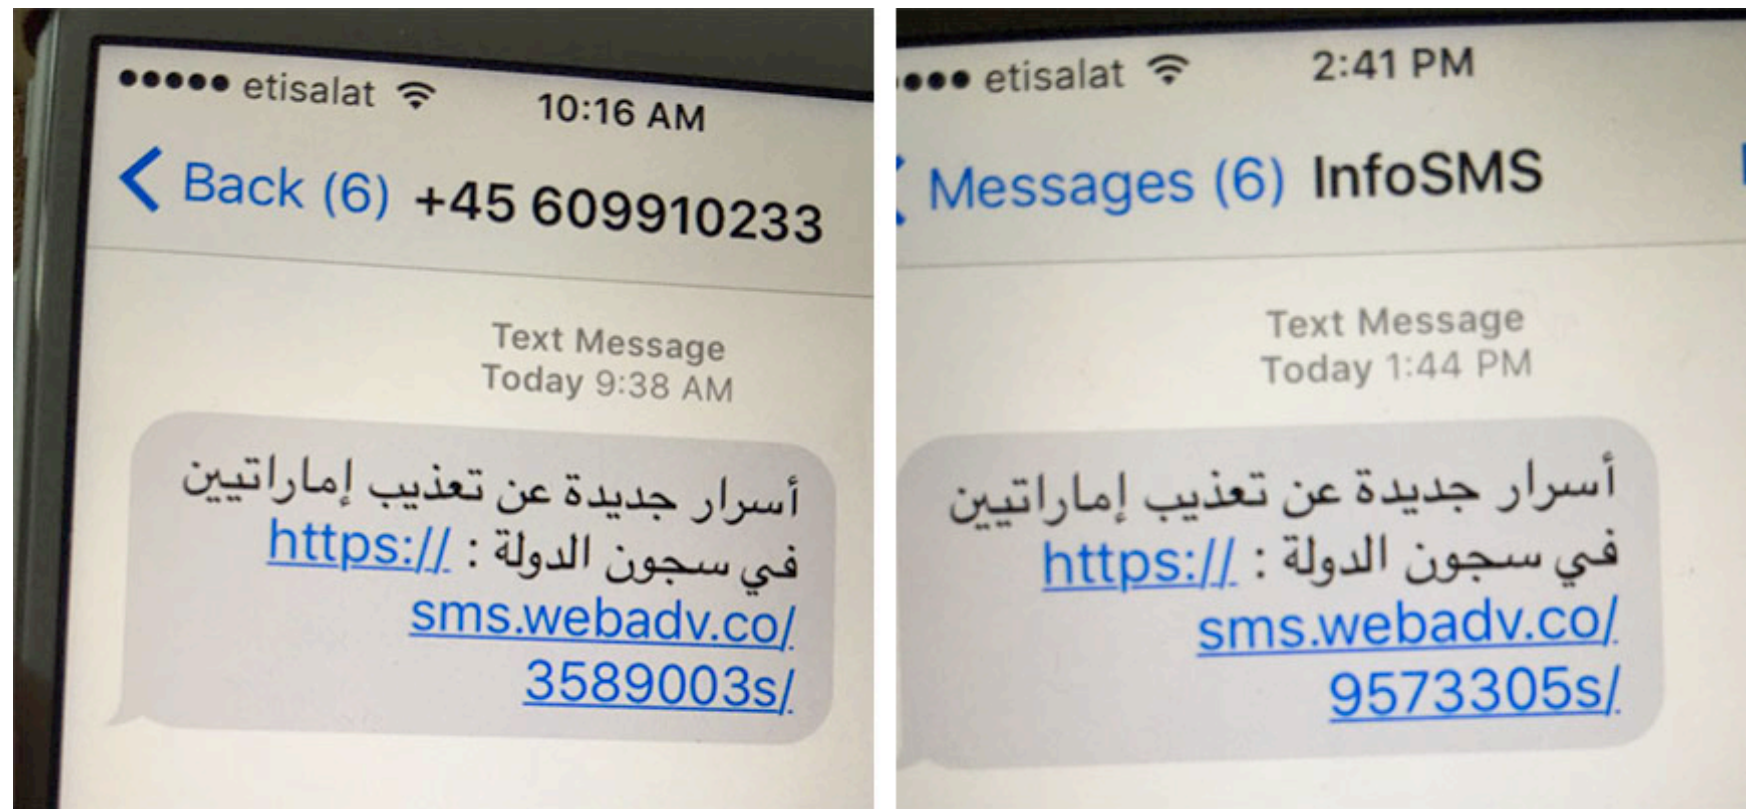 etisalat 10:16 AM
Back (6) +45 609910233
Text Message
Today 9:38 AM
أسرار جديدة عن تعذيب إماراتيين
في سجون الدولة : https://
sms.webadv.co/
3589003s/
etisalat 2:41 PM
Messages (6) InfoSMS
Text Message
Today 1:44 PM
أسرار جديدة عن تعذيب إماراتيين
في سجون الدولة : https://
sms.webadv.co/
9573305s/